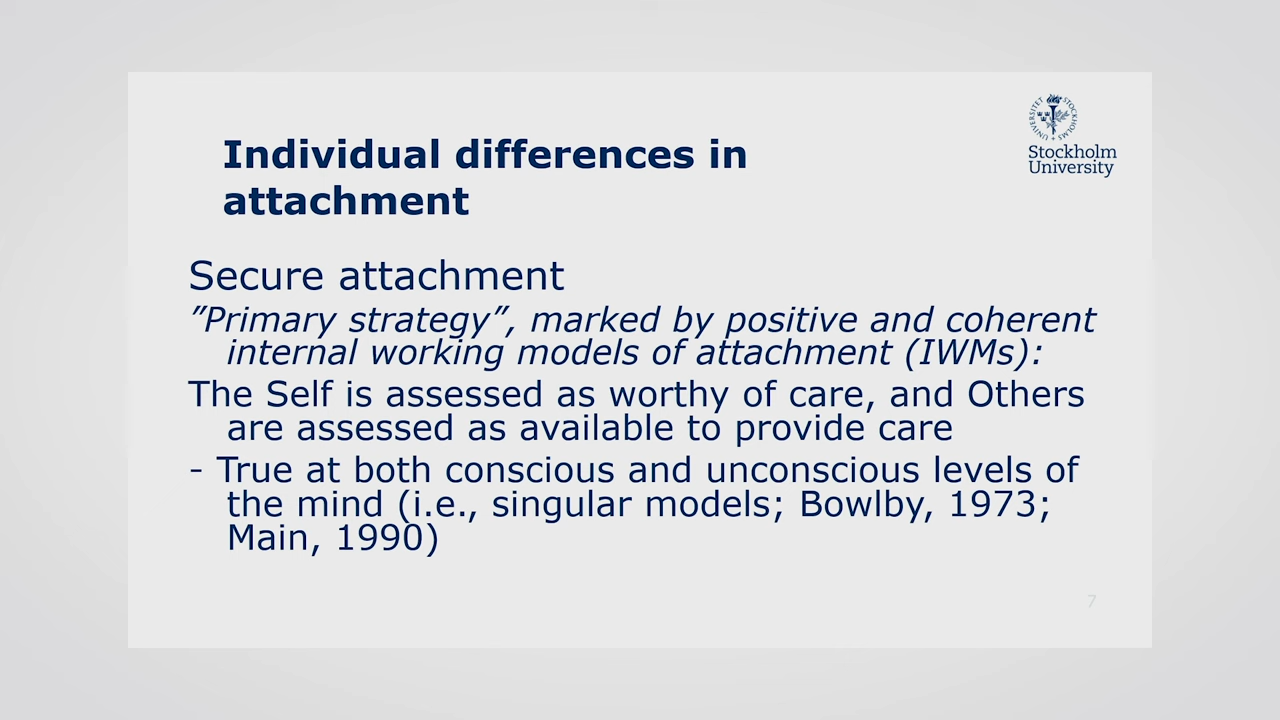 Individual differences in
attachment
STOCKHOLMS UNIVERSITET
Stockholm
University
Secure attachment
”Primary strategy”, marked by positive and coherent
internal working models of attachment (IWMs):
The Self is assessed as worthy of care, and Others
are assessed as available to provide care
- True at both conscious and unconscious levels of
the mind (i.e., singular models; Bowlby, 1973;
Main, 1990)
7